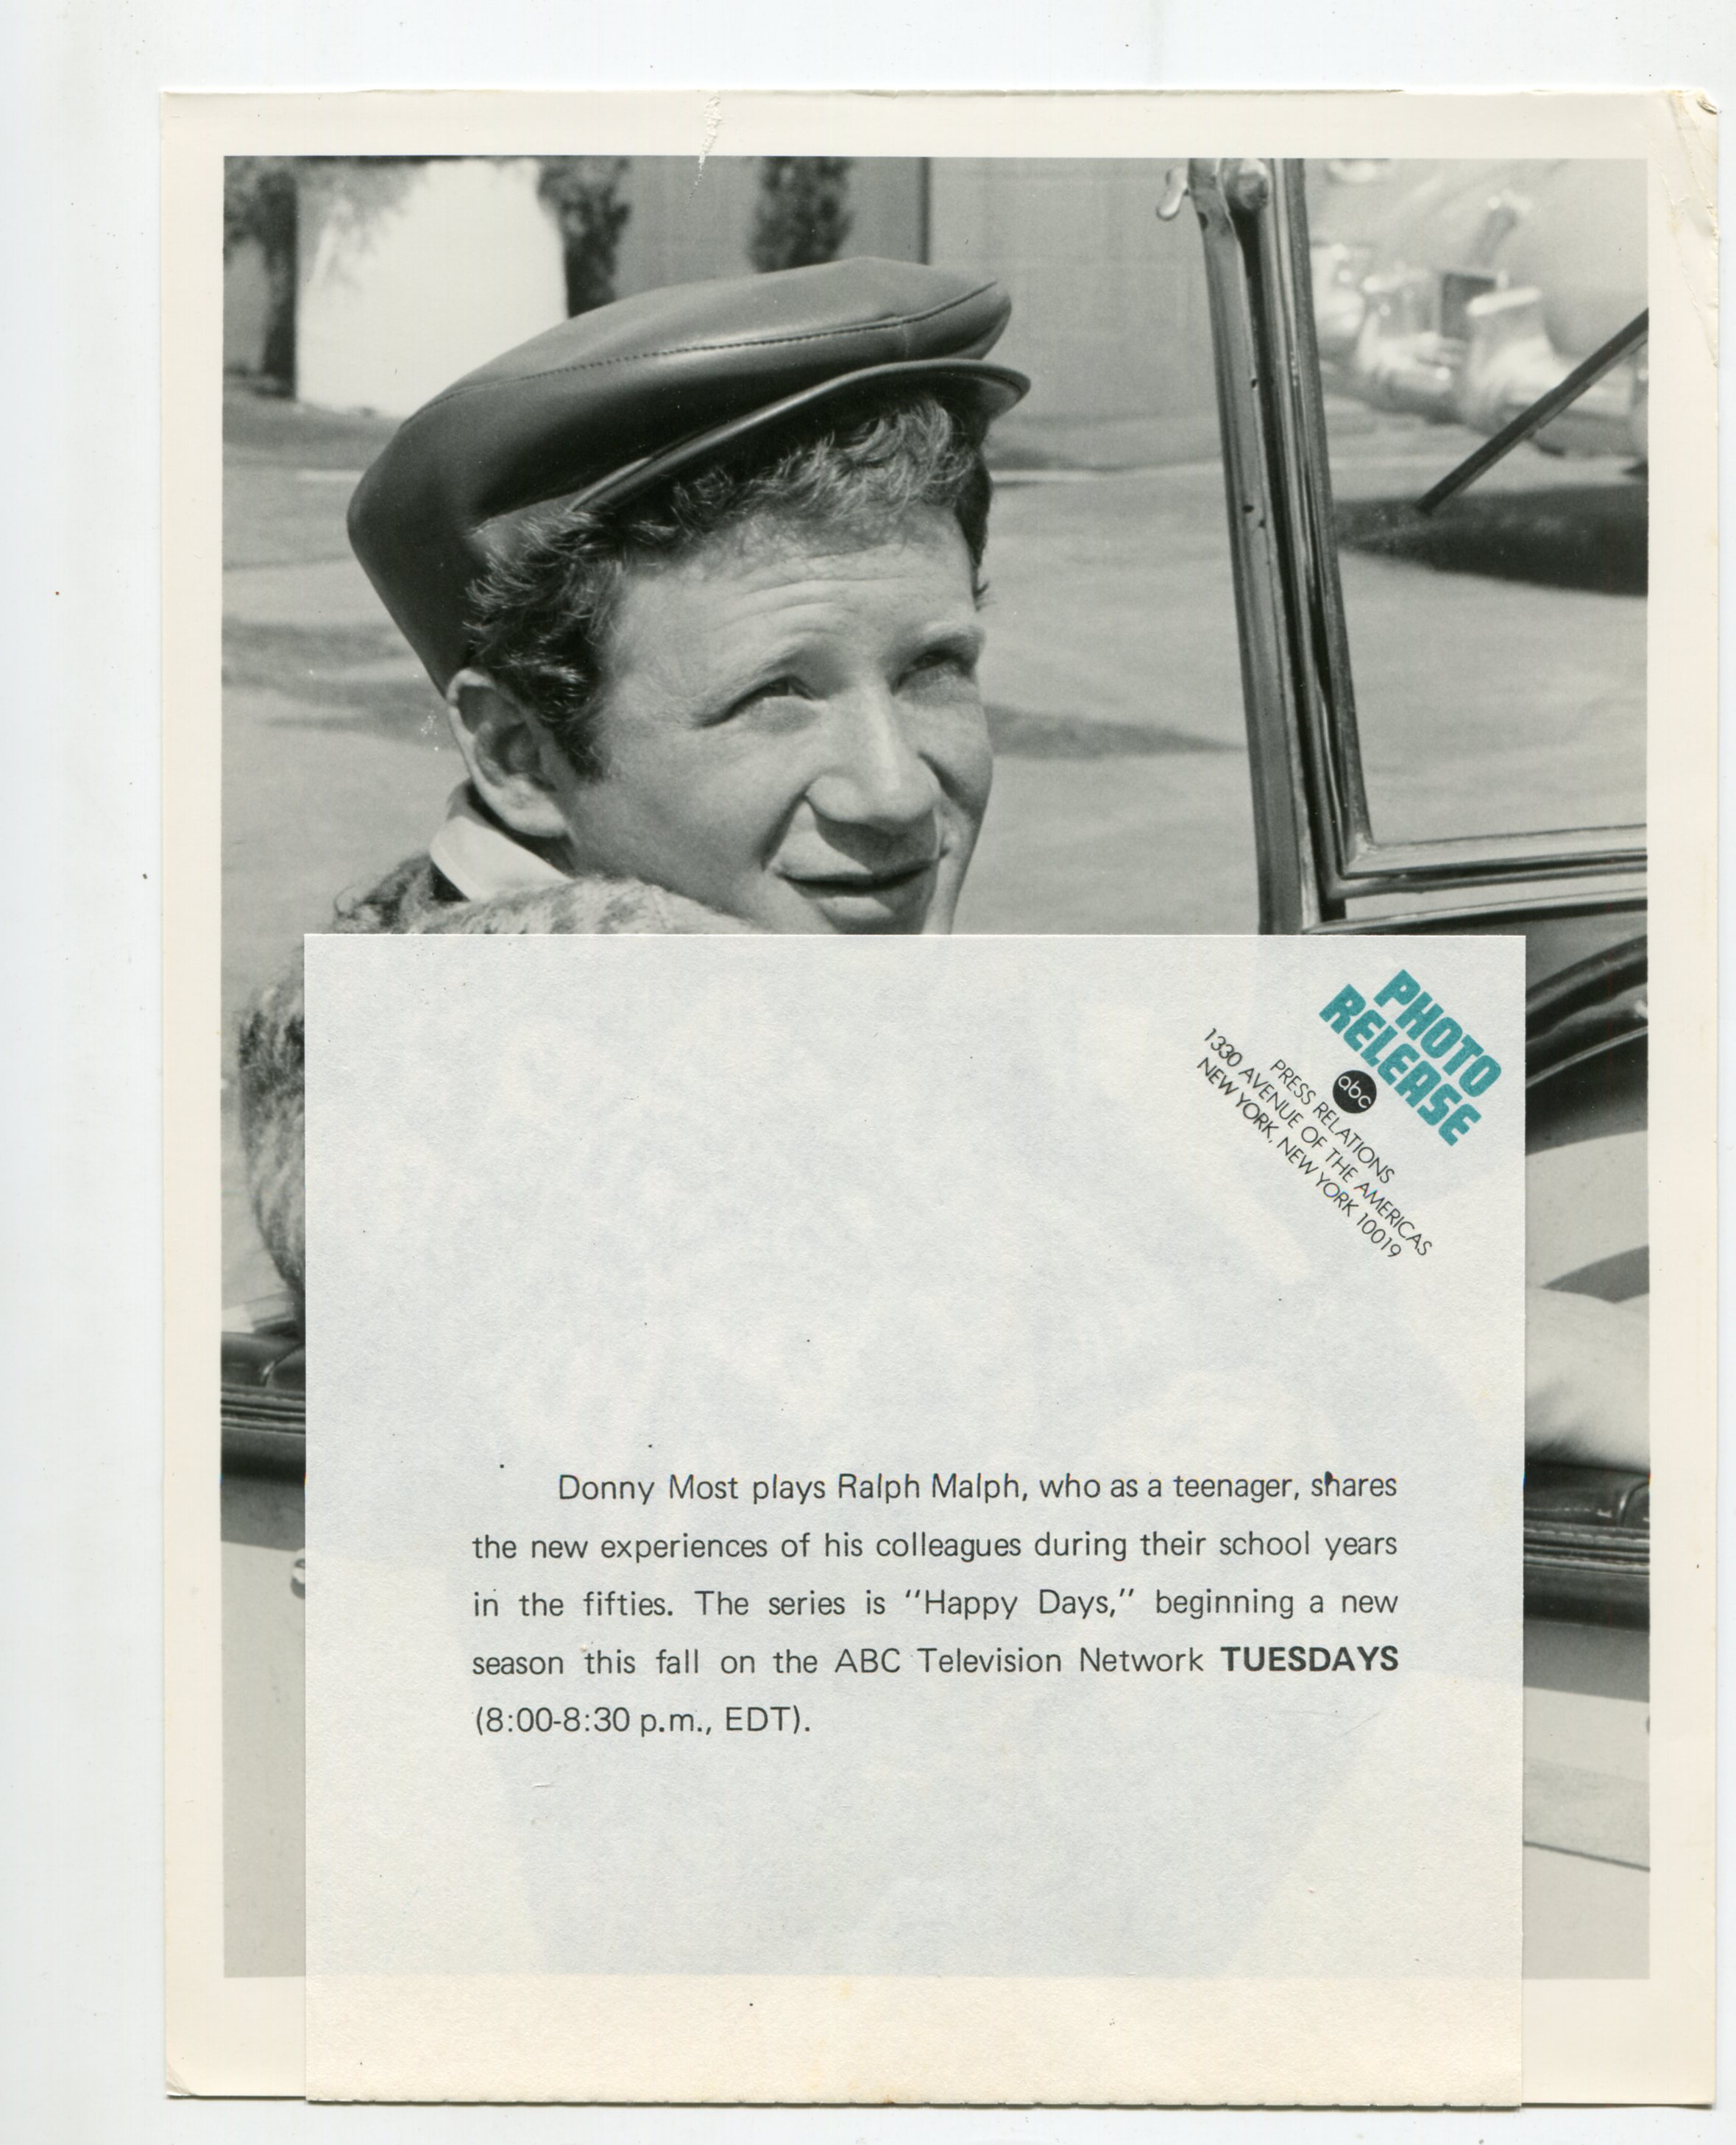 PHOTO
RELEASE
abc
PRESS RELATIONS
1330 AVENUE OF THE AMERICAS
NEW YORK, NEW YORK 10019
Donny Most plays Ralph Malph, who as a teenager, shares
the new experiences of his colleagues during their school years
in the fifties. The series is "Happy Days," beginning a new
season this fall on the ABC Television Network TUESDAYS
(8:00-8:30 p.m., EDT).